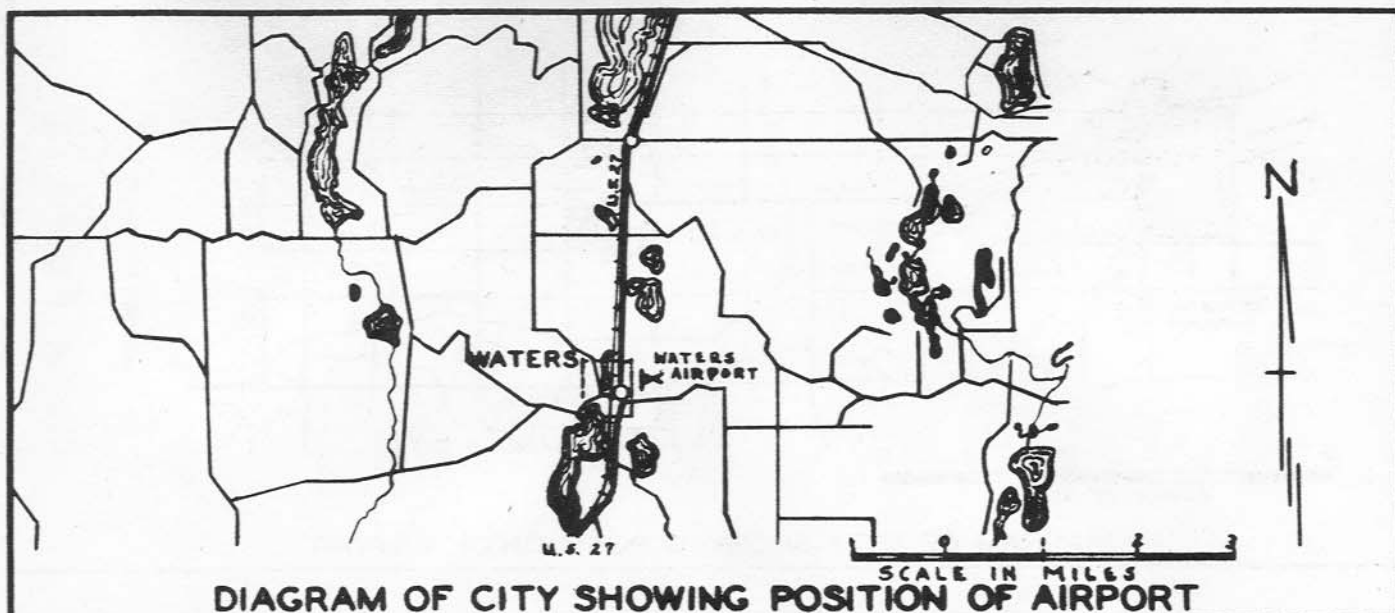 N
U.S. 27
WATERS
WATERS
AIRPORT
U.S. 27
0 1 2 3
SCALE IN MILES
DIAGRAM OF CITY SHOWING POSITION OF AIRPORT